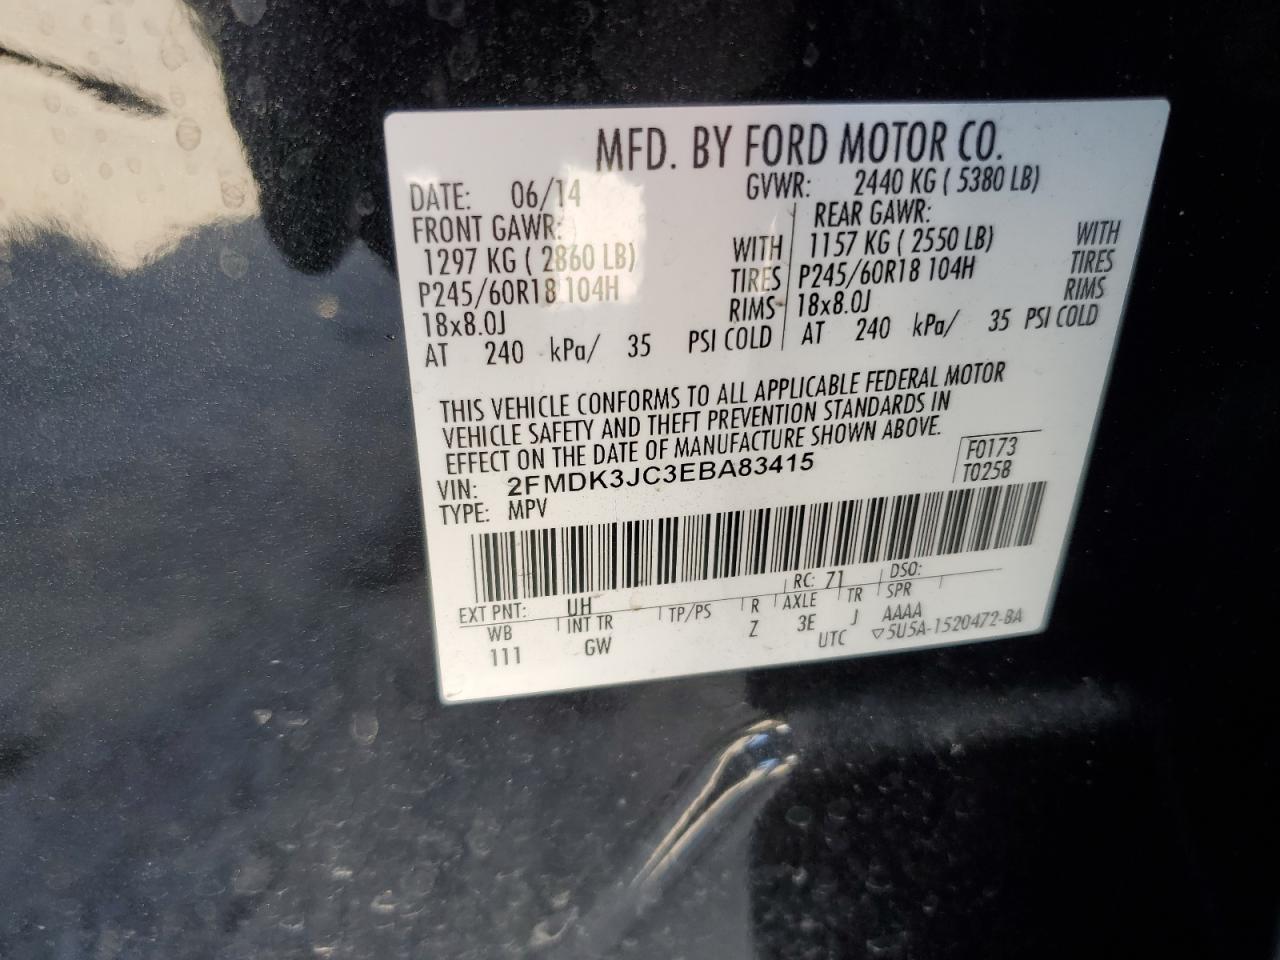 MFD. BY FORD MOTOR CO.
DATE: 06/14 GVWR: 2440 KG ( 5380 LB)
FRONT GAWR: REAR GAWR:
1297 KG ( 2860 LB) WITH 1157 KG ( 2550 LB) WITH
P245/60R18 104H TIRES P245/60R18 104H TIRES
18x8.0J RIMS 18x8.0J RIMS
AT 240 kPa/ 35 PSI COLD AT 240 kPa/ 35 PSI COLD
THIS VEHICLE CONFORMS TO ALL APPLICABLE FEDERAL MOTOR
VEHICLE SAFETY AND THEFT PREVENTION STANDARDS IN
EFFECT ON THE DATE OF MANUFACTURE SHOWN ABOVE.
F0173
VIN: 2FMDK3JC3EBA83415 T0258
TYPE: MPV
EXT PNT: UH RC: 71 DSO:
WB INT TR TP/PS R AXLE TR SPR
111 GW Z 3E J AAAA
UTC ▽5U5A-1520472-BA